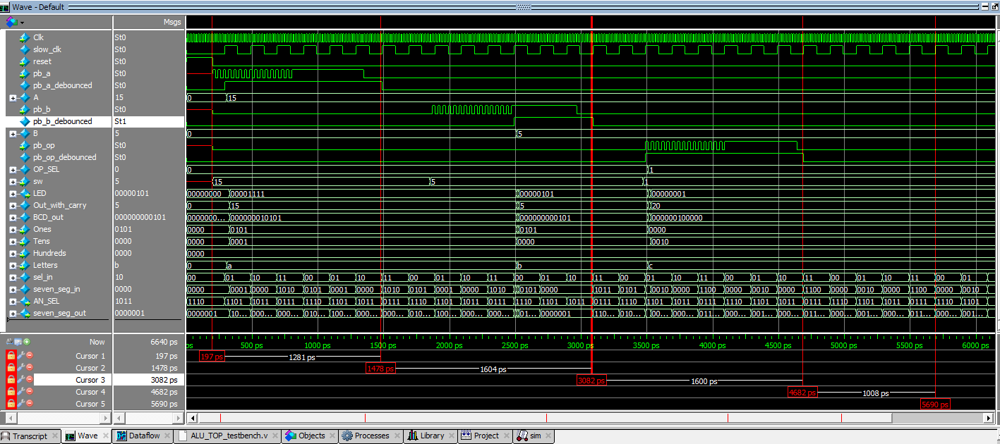 Wave - Default
Msgs
Clk St0
slow_clk St0
reset St0
pb_a St0
pb_a_debounced St0
A 15 0 15
pb_b St0
pb_b_debounced St1
B 5 0 5
pb_op St0
pb_op_debounced St0
OP_SEL 0 0 1
sw 5 15 5 1
LED 00000101 00000000 00001111 00000101 00000001
Out_with_carry 5 0 15 5 20
BCD_out 000000000101 0000000... 000000010101 000000000101 000000100000
Ones 0101 0000 0101 0101 0000
Tens 0000 0000 0001 0000 0010
Hundreds 0000 0000
Letters b 0 a b c
sel_in 10 00 01 10 11 00 01 10 11 00 01 10 11 00 01 10 11 00 01 10 11 00 01 10 11 00 01 10 11 00 01
seven_seg_in 0000 0000 0001 0000 1010 0101 0001 0000 1010 0101 0001 0000 1010 0101 0000 1011 0101 0010 0000 1100 0000 0010 0000 1100 0000 0010 0000 1100 0000 0010
AN_SEL 1011 1110 1101 1011 0111 1110 1101 1011 0111 1110 1101 1011 0111 1110 1101 1011 0111 1110 1101 1011 0111 1110 1101 1011 0111 1110 1101 1011 0111 1110 1101
seven_seg_out 0000001 0000001 10... 000... 000... 010... 100... 000... 000... 010... 100... 000... 000... 01... 0000001 110... 010... 00... 000... 011... 000... 001... 000... 011... 000... 001... 000... 011... 000... 001...
Now 6640 ps ps 500 ps 1000 ps 1500 ps 2000 ps 2500 ps 3000 ps 3500 ps 4000 ps 4500 ps 5000 ps 5500 ps 6000 ps
Cursor 1 197 ps 197 ps 1281 ps
Cursor 2 1478 ps 1478 ps 1604 ps
Cursor 3 3082 ps 3082 ps 1600 ps
Cursor 4 4682 ps 4682 ps 1008 ps
Cursor 5 5690 ps 5690 ps
Transcript Wave Dataflow ALU_TOP_testbench.v Objects Processes Library Project sim